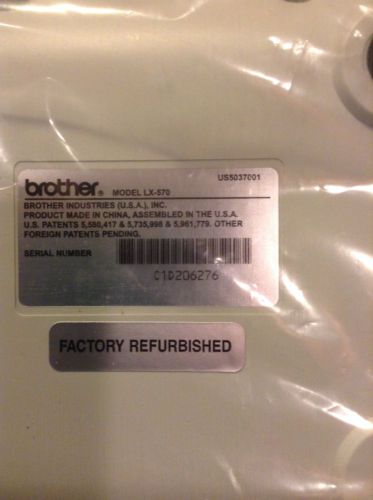 US5037001
brother® MODEL LX-570
BROTHER INDUSTRIES (U.S.A.), INC.
PRODUCT MADE IN CHINA, ASSEMBLED IN THE U.S.A.
U.S. PATENTS 5,580,417 & 5,735,998 & 5,961,779. OTHER
FOREIGN PATENTS PENDING.
SERIAL NUMBER
C1D206276
FACTORY REFURBISHED